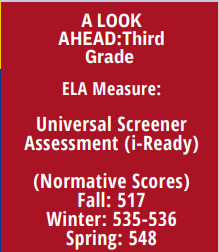 A LOOK
AHEAD:Third
Grade
ELA Measure:
Universal Screener
Assessment (i-Ready)
(Normative Scores)
Fall: 517
Winter: 535-536
Spring: 548